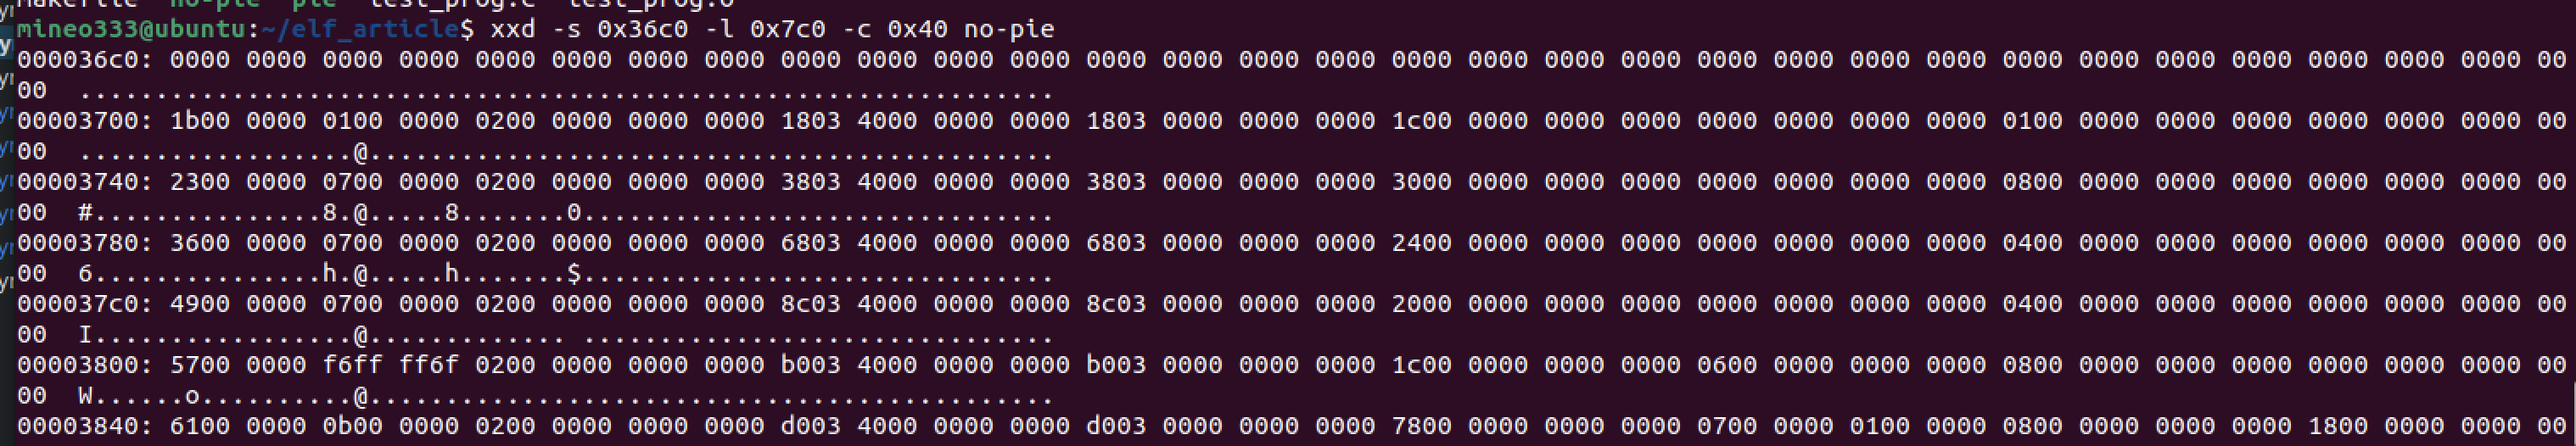 Makefile  no-pie  pie  test_prog.c  test_prog.o
mineo333@ubuntu:~/elf_article$ xxd -s 0x36c0 -l 0x7c0 -c 0x40 no-pie
000036c0: 0000 0000 0000 0000 0000 0000 0000 0000 0000 0000 0000 0000 0000 0000 0000 0000 0000 0000 0000 0000 0000 0000 0000 0000 0000 0000 0000 0000 0000 0000 0000 00
00  ................................................................
00003700: 1b00 0000 0100 0000 0200 0000 0000 0000 1803 4000 0000 0000 1803 0000 0000 0000 1c00 0000 0000 0000 0000 0000 0000 0000 0100 0000 0000 0000 0000 0000 0000 00
00  ..................@.............................................
00003740: 2300 0000 0700 0000 0200 0000 0000 0000 3803 4000 0000 0000 3803 0000 0000 0000 3000 0000 0000 0000 0000 0000 0000 0000 0800 0000 0000 0000 0000 0000 0000 00
00  #...............8.@.....8.......0...............................
00003780: 3600 0000 0700 0000 0200 0000 0000 0000 6803 4000 0000 0000 6803 0000 0000 0000 2400 0000 0000 0000 0000 0000 0000 0000 0400 0000 0000 0000 0000 0000 0000 00
00  6...............h.@.....h.......$...............................
000037c0: 4900 0000 0700 0000 0200 0000 0000 0000 8c03 4000 0000 0000 8c03 0000 0000 0000 2000 0000 0000 0000 0000 0000 0000 0000 0400 0000 0000 0000 0000 0000 0000 00
00  I.................@............. ...............................
00003800: 5700 0000 f6ff ff6f 0200 0000 0000 0000 b003 4000 0000 0000 b003 0000 0000 0000 1c00 0000 0000 0000 0600 0000 0000 0000 0800 0000 0000 0000 0000 0000 0000 00
00  W......o..........@.............................................
00003840: 6100 0000 0b00 0000 0200 0000 0000 0000 d003 4000 0000 0000 d003 0000 0000 0000 7800 0000 0000 0000 0700 0000 0100 0000 0800 0000 0000 0000 1800 0000 0000 00